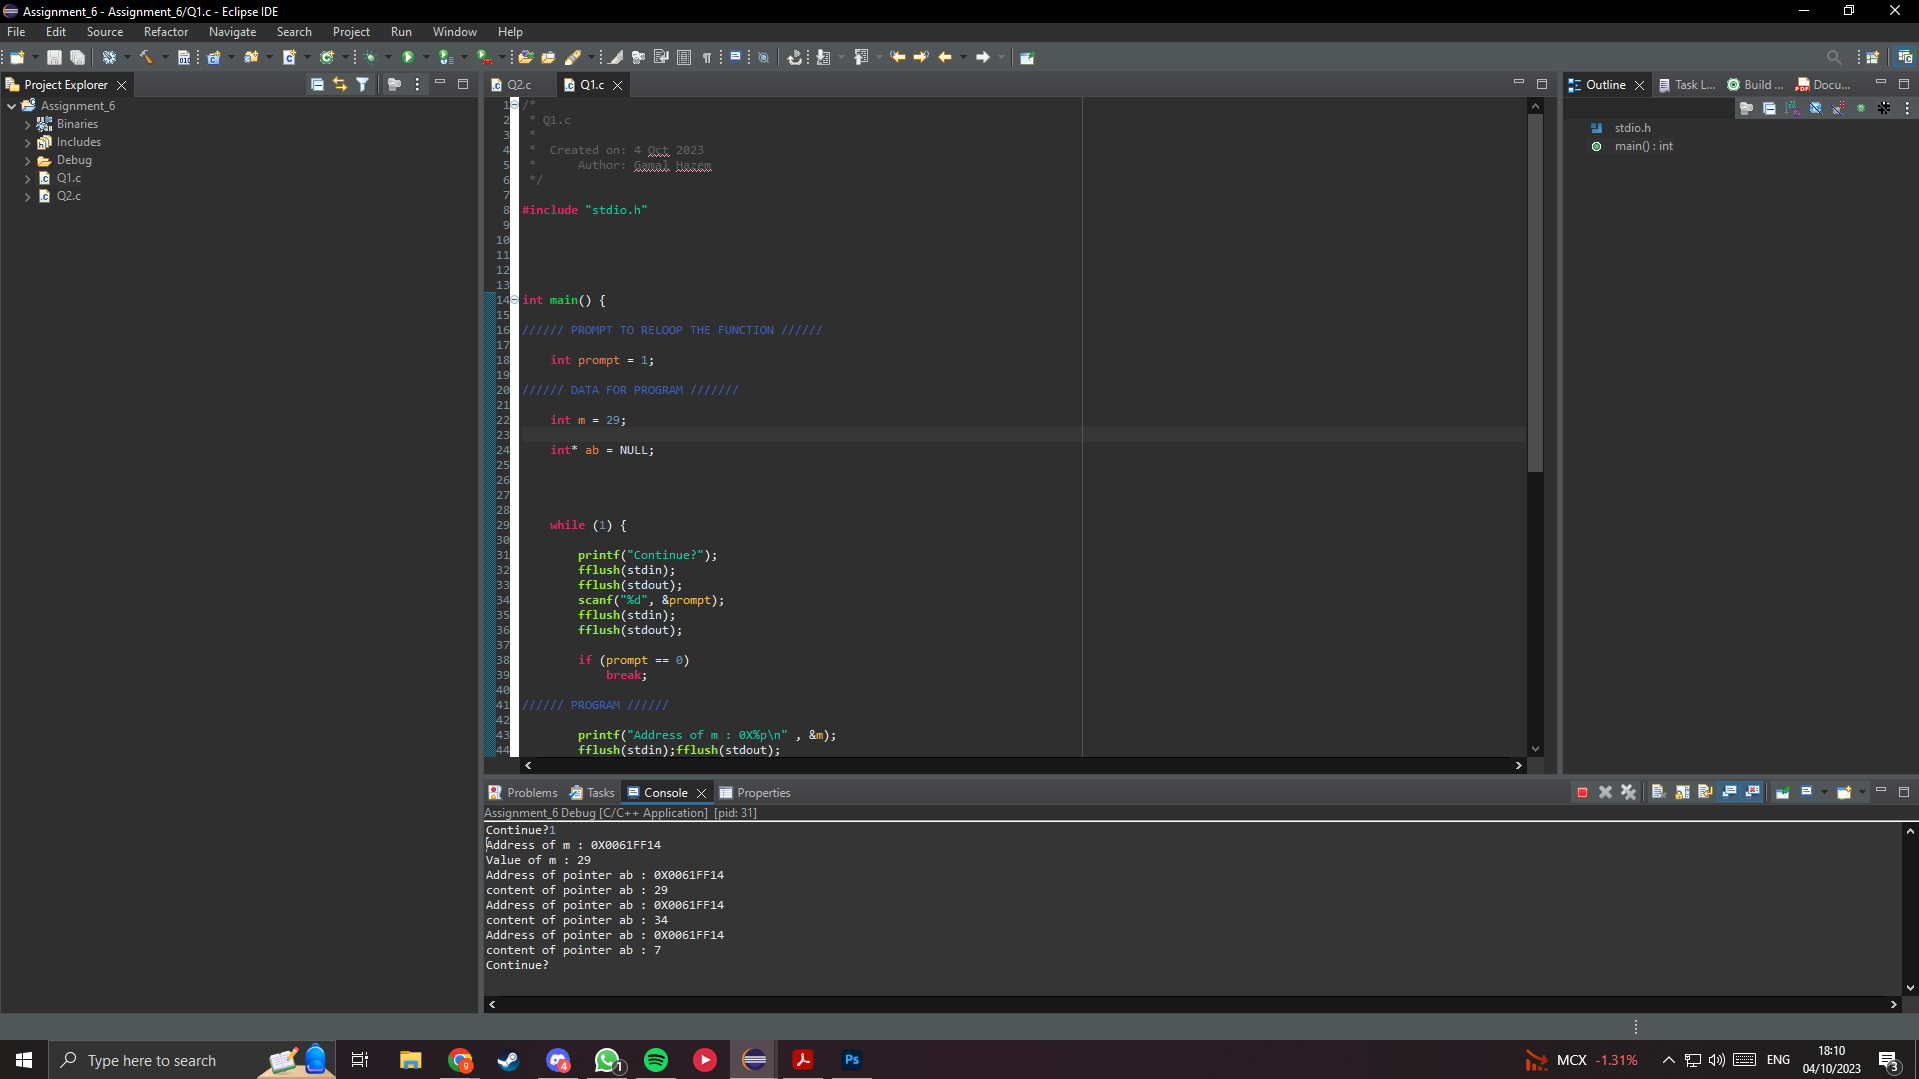 Assignment_6 - Assignment_6/Q1.c - Eclipse IDE
File Edit Source Refactor Navigate Search Project Run Window Help
Project Explorer
Assignment_6
Binaries
Includes
Debug
Q1.c
Q2.c
Q2.c Q1.c
1 /*
2 * Q1.c
3 *
4 * Created on: 4 Oct 2023
5 * Author: Gamal Hazem
6 */
7
8 #include "stdio.h"
9
10
11
12
13
14 int main() {
15
16 ////// PROMPT TO RELOOP THE FUNCTION //////
17
18 int prompt = 1;
19
20 ////// DATA FOR PROGRAM ///////
21
22 int m = 29;
23
24 int* ab = NULL;
25
26
27
28
29 while (1) {
30
31 printf("Continue?");
32 fflush(stdin);
33 fflush(stdout);
34 scanf("%d", &prompt);
35 fflush(stdin);
36 fflush(stdout);
37
38 if (prompt == 0)
39 break;
40
41 ////// PROGRAM //////
42
43 printf("Address of m : 0X%p\n" , &m);
44 fflush(stdin);fflush(stdout);
Outline Task L... Build ... Docu...
stdio.h
main() : int
Problems Tasks Console Properties
Assignment_6 Debug [C/C++ Application] [pid: 31]
Continue?1
Address of m : 0X0061FF14
Value of m : 29
Address of pointer ab : 0X0061FF14
content of pointer ab : 29
Address of pointer ab : 0X0061FF14
content of pointer ab : 34
Address of pointer ab : 0X0061FF14
content of pointer ab : 7
Continue?
Type here to search
4
1
Ps
MCX -1.31%
ENG
18:10
04/10/2023
3